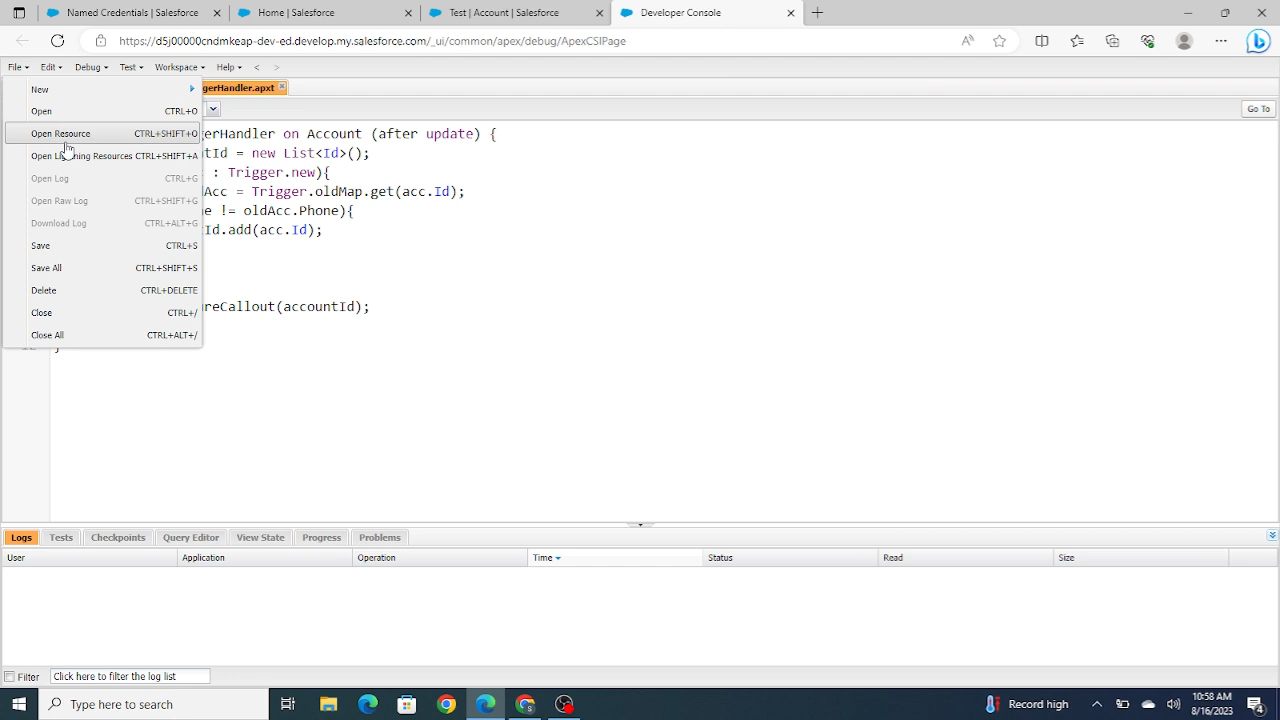 Named Credentials | Salesforce
Home | Salesforce
Test | Account | Salesforce
Developer Console
https://d5j00000cndmkeap-dev-ed.develop.my.salesforce.com/_ui/common/apex/debug/ApexCSIPage
File Edit Debug Test Workspace Help < >
gerHandler.apxt
Go To
New
Open CTRL+O
Open Resource CTRL+SHIFT+O
Open Lightning Resources CTRL+SHIFT+A
Open Log CTRL+G
Open Raw Log CTRL+SHIFT+G
Download Log CTRL+ALT+G
Save CTRL+S
Save All CTRL+SHIFT+S
Delete CTRL+DELETE
Close CTRL+/
Close All CTRL+ALT+/
gerHandler on Account (after update) {
tId = new List<Id>();
: Trigger.new){
Acc = Trigger.oldMap.get(acc.Id);
e != oldAcc.Phone){
Id.add(acc.Id);
reCallout(accountId);
}
Logs Tests Checkpoints Query Editor View State Progress Problems
User Application Operation Time Status Read Size
Filter Click here to filter the log list
Type here to search
Record high
10:58 AM
8/16/2023